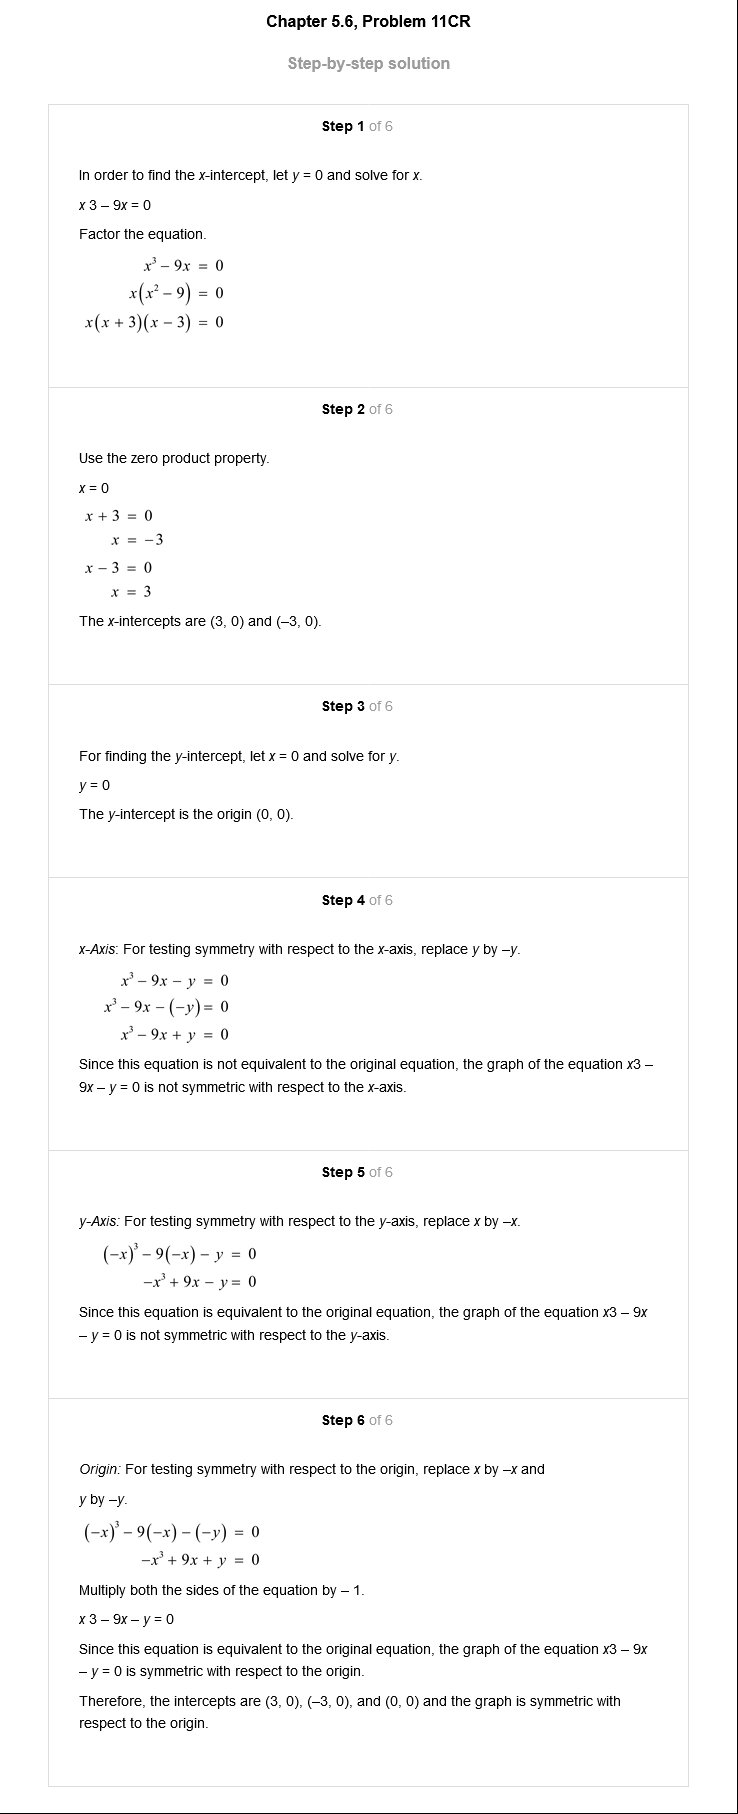 Chapter 5.6, Problem 11CR
Step-by-step solution
Step 1 of 6
In order to find the x-intercept, let y = 0 and solve for x.
x 3 – 9x = 0
Factor the equation.
x³ − 9x = 0
x(x² − 9) = 0
x(x + 3)(x − 3) = 0
Step 2 of 6
Use the zero product property.
x = 0
x + 3 = 0
x = −3
x − 3 = 0
x = 3
The x-intercepts are (3, 0) and (–3, 0).
Step 3 of 6
For finding the y-intercept, let x = 0 and solve for y.
y = 0
The y-intercept is the origin (0, 0).
Step 4 of 6
x-Axis: For testing symmetry with respect to the x-axis, replace y by –y.
x³ − 9x − y = 0
x³ − 9x − (−y) = 0
x³ − 9x + y = 0
Since this equation is not equivalent to the original equation, the graph of the equation x3 –
9x – y = 0 is not symmetric with respect to the x-axis.
Step 5 of 6
y-Axis: For testing symmetry with respect to the y-axis, replace x by –x.
(−x)³ − 9(−x) − y = 0
−x³ + 9x − y = 0
Since this equation is equivalent to the original equation, the graph of the equation x3 – 9x
– y = 0 is not symmetric with respect to the y-axis.
Step 6 of 6
Origin: For testing symmetry with respect to the origin, replace x by –x and
y by –y.
(−x)³ − 9(−x) − (−y) = 0
−x³ + 9x + y = 0
Multiply both the sides of the equation by – 1.
x 3 – 9x – y = 0
Since this equation is equivalent to the original equation, the graph of the equation x3 – 9x
– y = 0 is symmetric with respect to the origin.
Therefore, the intercepts are (3, 0), (–3, 0), and (0, 0) and the graph is symmetric with
respect to the origin.